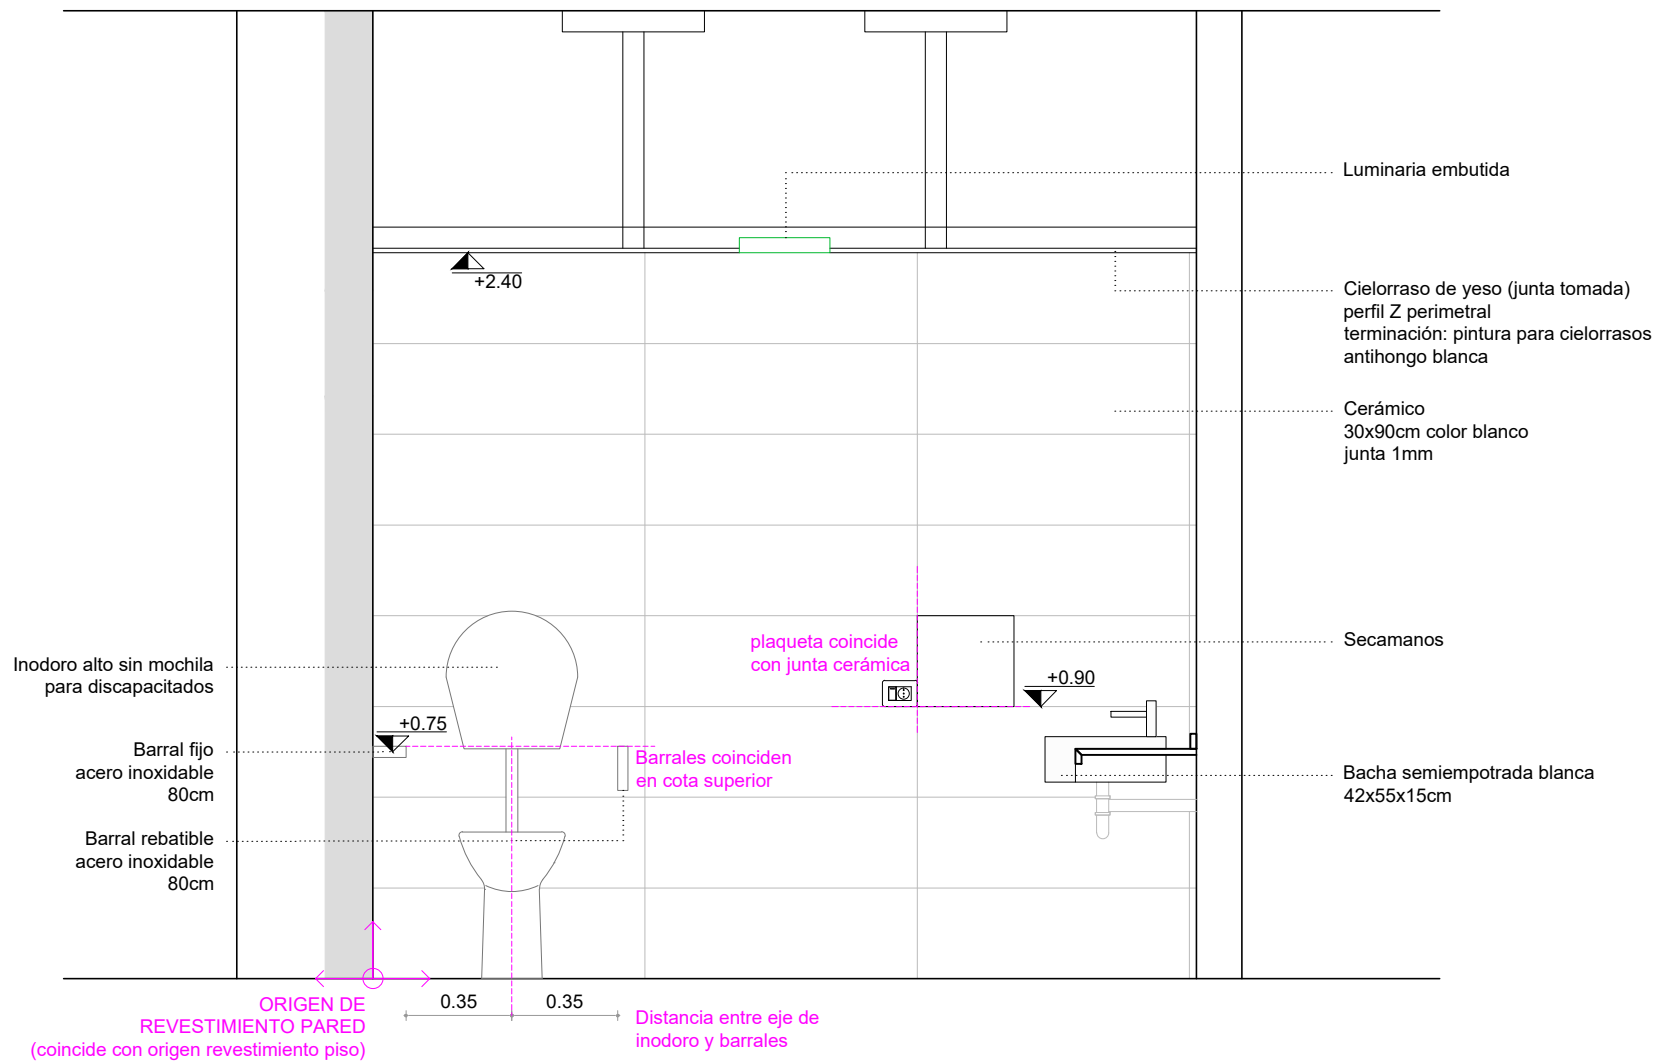 Luminaria embutida
+2.40
Cielorraso de yeso (junta tomada)
perfil Z perimetral
terminación: pintura para cielorrasos
antihongo blanca
Cerámico
30x90cm color blanco
junta 1mm
plaqueta coincide
con junta cerámica
Secamanos
Inodoro alto sin mochila
para discapacitados
+0.90
+0.75
Barral fijo
acero inoxidable
80cm
Barrales coinciden
en cota superior
Bacha semiempotrada blanca
42x55x15cm
Barral rebatible
acero inoxidable
80cm
ORIGEN DE
REVESTIMIENTO PARED
(coincide con origen revestimiento piso)
0.35
0.35
Distancia entre eje de
inodoro y barrales